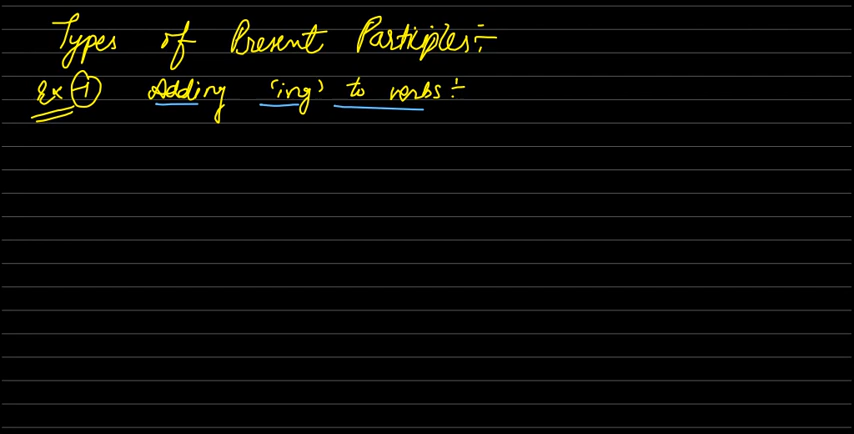 Types of Present Participles:-
Ex-① Adding 'ing' to verbs:-